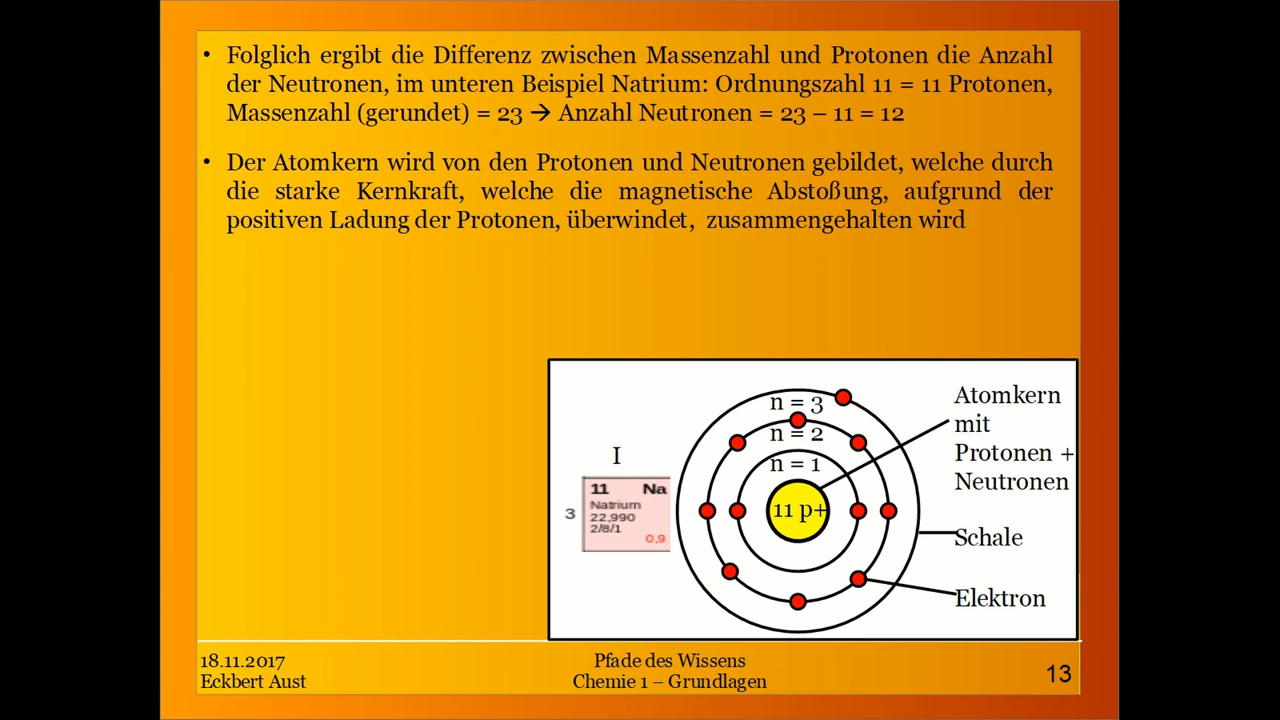 • Folglich ergibt die Differenz zwischen Massenzahl und Protonen die Anzahl
der Neutronen, im unteren Beispiel Natrium: Ordnungszahl 11 = 11 Protonen,
Massenzahl (gerundet) = 23 → Anzahl Neutronen = 23 – 11 = 12
• Der Atomkern wird von den Protonen und Neutronen gebildet, welche durch
die starke Kernkraft, welche die magnetische Abstoßung, aufgrund der
positiven Ladung der Protonen, überwindet, zusammengehalten wird
I
3
11 Na
Natrium
22,990
2/8/1
0,9
n = 3
n = 2
n = 1
11 p+
Atomkern
mit
Protonen +
Neutronen
Schale
Elektron
18.11.2017
Eckbert Aust
Pfade des Wissens
Chemie 1 – Grundlagen
13